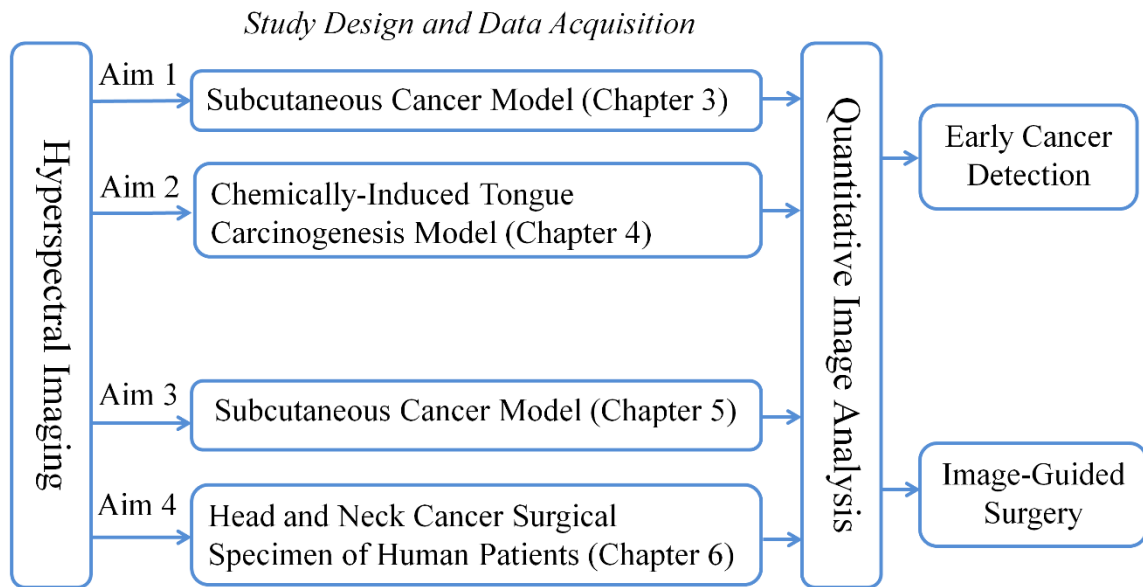 Study Design and Data Acquisition
Hyperspectral Imaging
Aim 1
Subcutaneous Cancer Model (Chapter 3)
Aim 2
Chemically-Induced Tongue
Carcinogenesis Model (Chapter 4)
Aim 3
Subcutaneous Cancer Model (Chapter 5)
Aim 4
Head and Neck Cancer Surgical
Specimen of Human Patients (Chapter 6)
Quantitative Image Analysis
Early Cancer
Detection
Image-Guided
Surgery